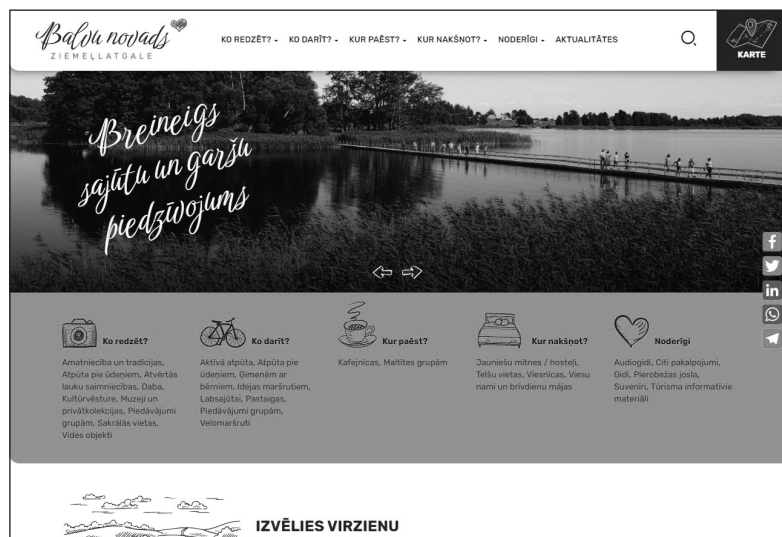 Balvu novads
ZIEMEĻLATGALE
KO REDZĒT?
KO DARĪT?
KUR PAĒST?
KUR NAKŠŅOT?
NODERĪGI
AKTUALITĀTES
KARTE
Breineigs
sajūtu un garšu
piedzīvojums
Ko redzēt?
Amatniecība un tradīcijas,
Atpūta pie ūdeņiem, Atvērtās
lauku saimniecības, Daba,
Kultūrvēsture, Muzeji un
privātkolekcijas, Piedāvājumi
grupām, Sakrālās vietas,
Vides objekti
Ko darīt?
Aktīvā atpūta, Atpūta pie
ūdeņiem, Ģimenēm ar
bērniem, Idejas maršrutiem,
Labsajūtai, Pastaigas,
Piedāvājumi grupām,
Velomaršruti
Kur paēst?
Kafejnīcas, Maltītes grupām
Kur nakšņot?
Jauniešu mītnes / hosteļi,
Telšu vietas, Viesnīcas, Viesu
nami un brīvdienu mājas
Noderīgi
Audiogidi, Citi pakalpojumi,
Gidi, Pierobežas josla,
Suvenīri, Tūrisma informatīvie
materiāli
IZVĒLIES VIRZIENU